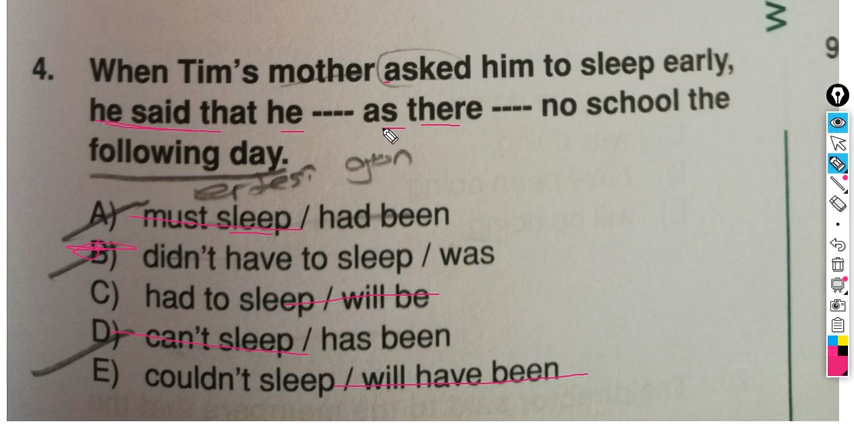 4. When Tim's mother asked him to sleep early,
he said that he ---- as there ---- no school the
following day.
ertesi gün
A) must sleep / had been
B) didn't have to sleep / was
C) had to sleep / will be
D) can't sleep / has been
E) couldn't sleep / will have been
9